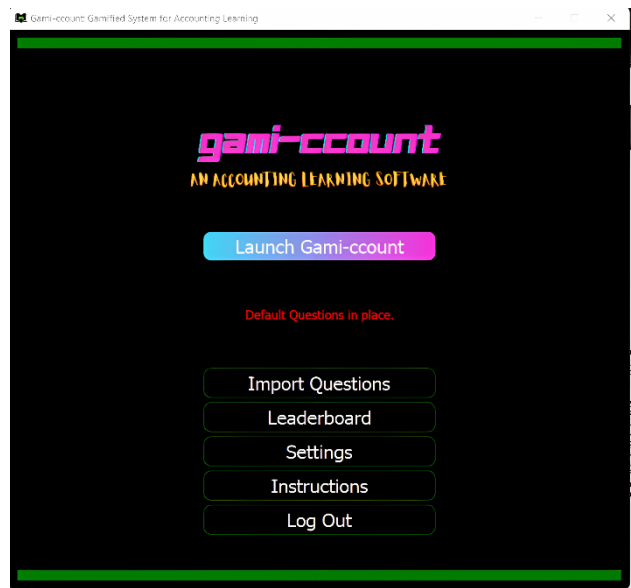 Gami-ccount: Gamified System for Accounting Learning
gami-ccount
AN ACCOUNTING LEARNING SOFTWARE
Launch Gami-ccount
Default Questions in place.
Import Questions
Leaderboard
Settings
Instructions
Log Out